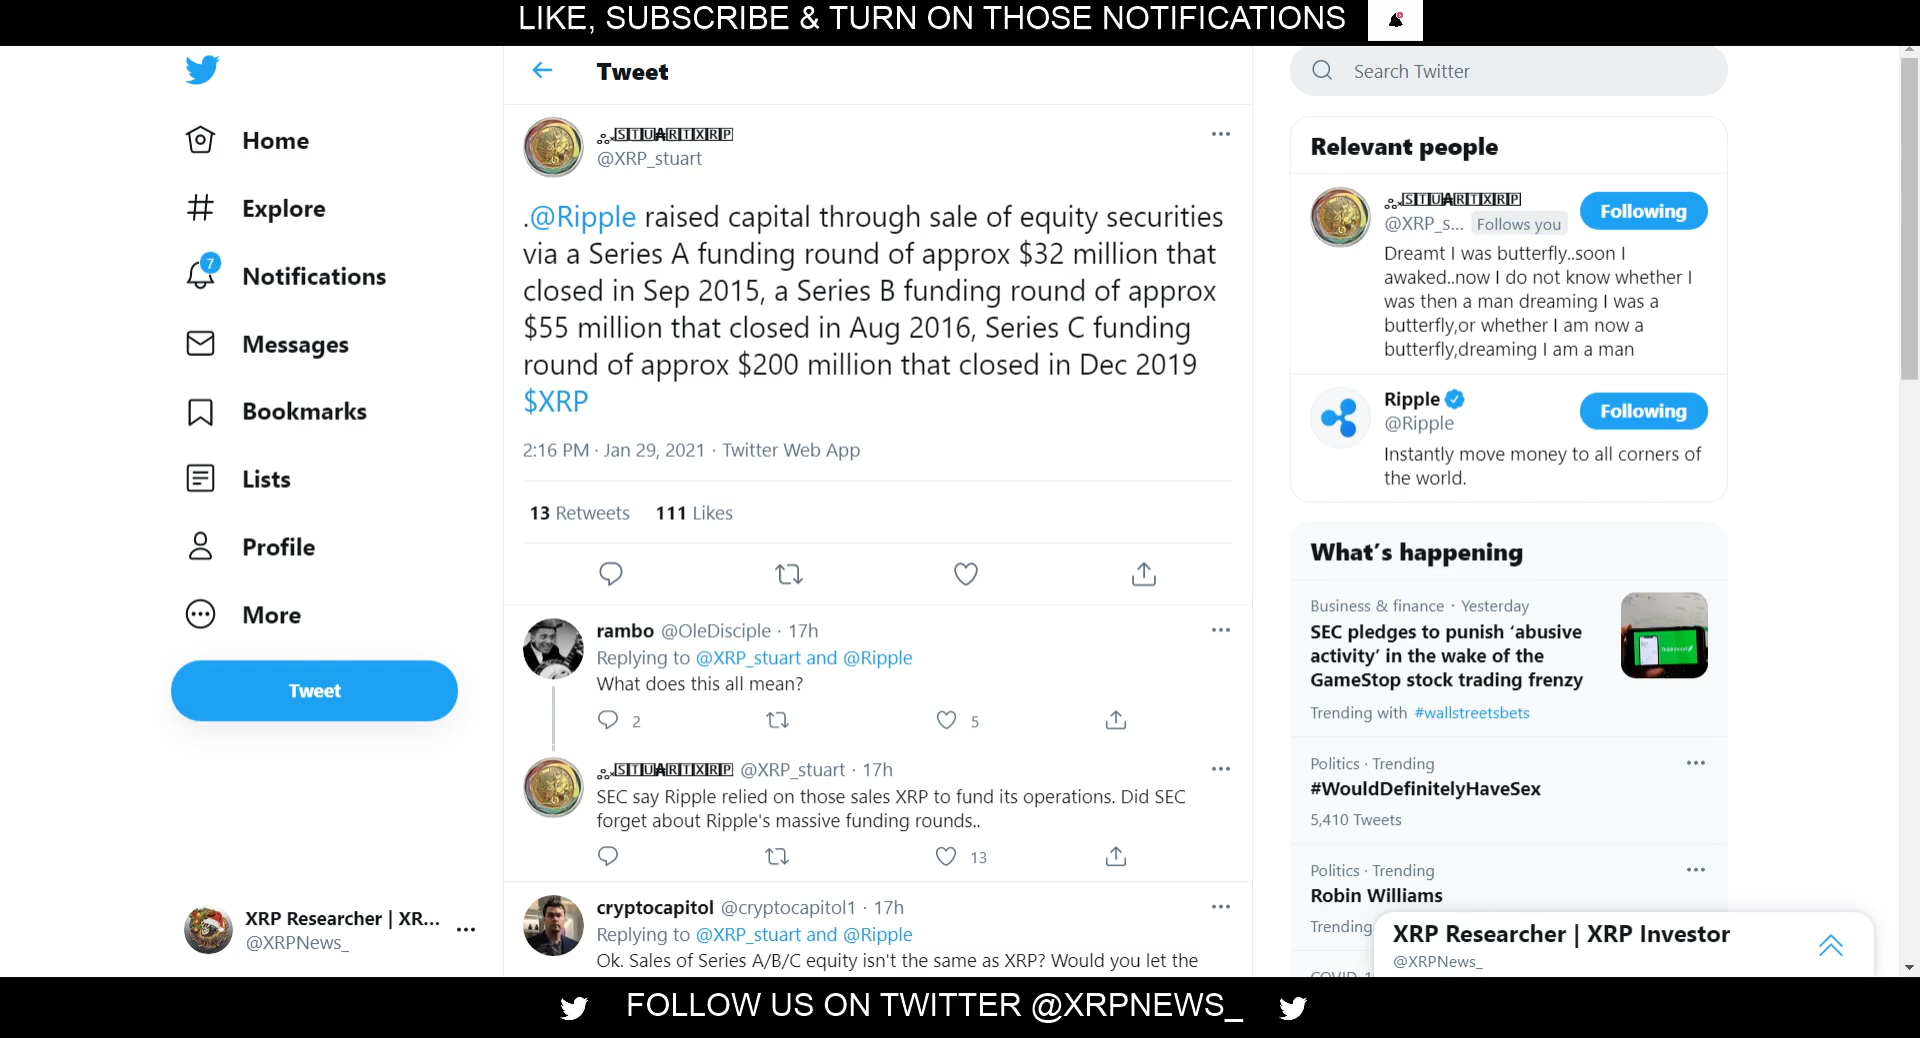 LIKE, SUBSCRIBE & TURN ON THOSE NOTIFICATIONS
Home
Explore
7
Notifications
Messages
Bookmarks
Lists
Profile
More
Tweet
XRP Researcher | XR...
@XRPNews_
Tweet
STUARTXRP
@XRP_stuart
.@Ripple raised capital through sale of equity securities
via a Series A funding round of approx $32 million that
closed in Sep 2015, a Series B funding round of approx
$55 million that closed in Aug 2016, Series C funding
round of approx $200 million that closed in Dec 2019
$XRP
2:16 PM · Jan 29, 2021 · Twitter Web App
13 Retweets 111 Likes
rambo @OleDisciple · 17h
Replying to @XRP_stuart and @Ripple
What does this all mean?
2 5
STUARTXRP @XRP_stuart · 17h
SEC say Ripple relied on those sales XRP to fund its operations. Did SEC
forget about Ripple's massive funding rounds..
13
cryptocapitol @cryptocapitol1 · 17h
Replying to @XRP_stuart and @Ripple
Ok. Sales of Series A/B/C equity isn't the same as XRP? Would you let the
Search Twitter
Relevant people
STUARTXRP
@XRP_s... Follows you
Following
Dreamt I was butterfly..soon I
awaked..now I do not know whether I
was then a man dreaming I was a
butterfly,or whether I am now a
butterfly,dreaming I am a man
Ripple
@Ripple
Following
Instantly move money to all corners of
the world.
What's happening
Business & finance · Yesterday
SEC pledges to punish 'abusive
activity' in the wake of the
GameStop stock trading frenzy
Trending with #wallstreetsbets
Politics · Trending
#WouldDefinitelyHaveSex
5,410 Tweets
Politics · Trending
Robin Williams
Trending
XRP Researcher | XRP Investor
@XRPNews_
FOLLOW US ON TWITTER @XRPNEWS_